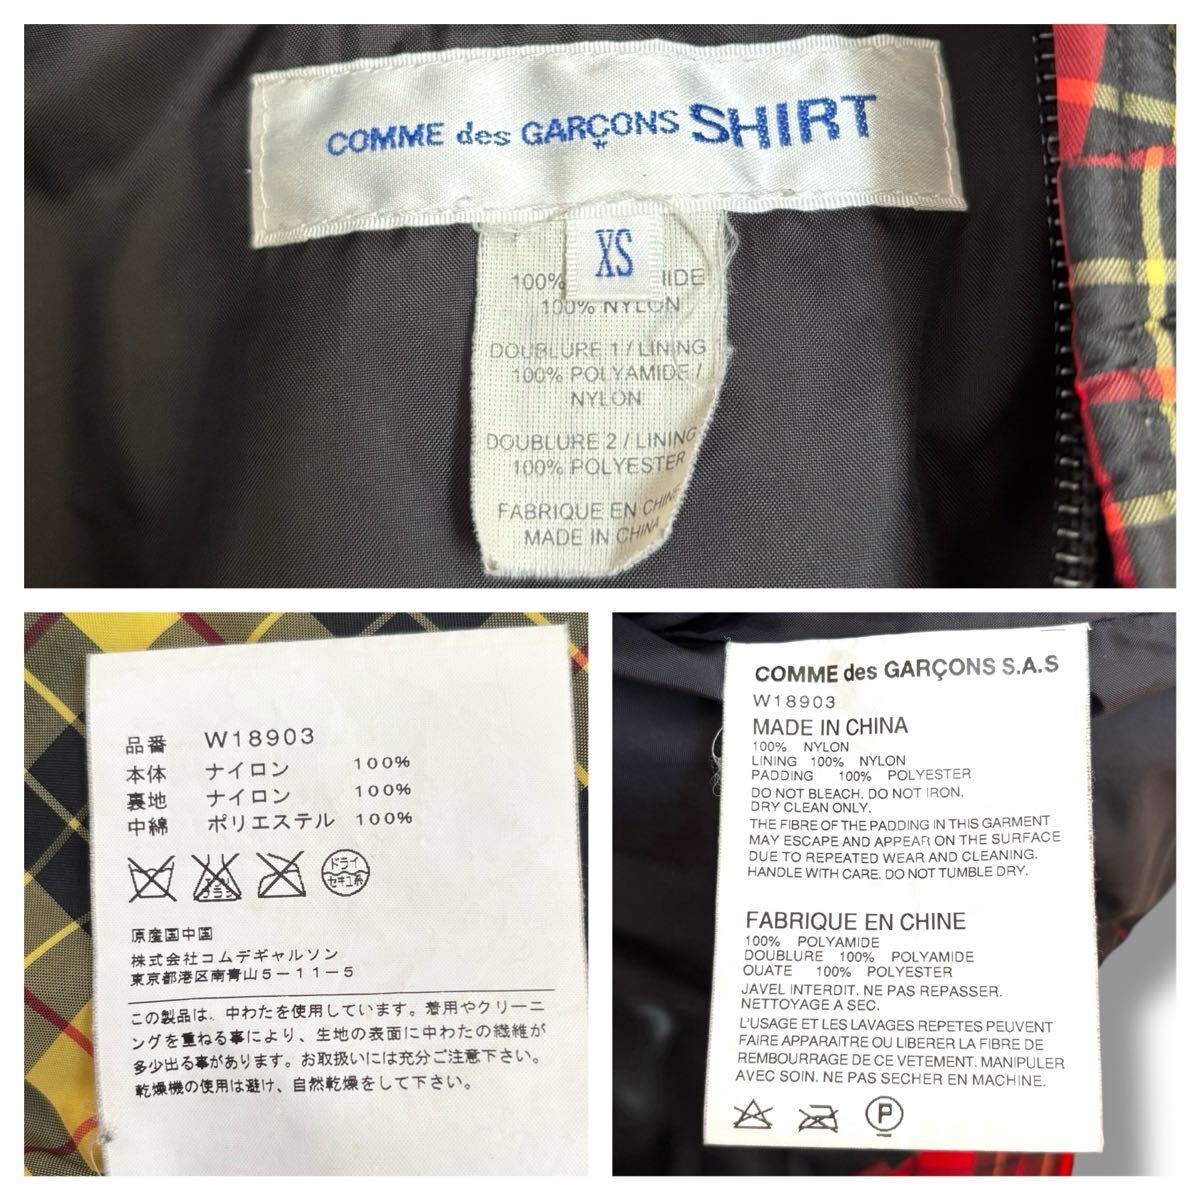 COMME des GARÇONS SHIRT
XS
100% IDE
100% NYLON
DOUBLURE 1 / LINING
100% POLYAMIDE /
NYLON
DOUBLURE 2 / LINING
100% POLYESTER
FABRIQUE EN CHINE
MADE IN CHINA
品番 W18903
本体 ナイロン 100%
裏地 ナイロン 100%
中綿 ポリエステル 100%
ドライ
セキユ系
原産国中国
株式会社コムデギャルソン
東京都港区南青山5-11-5
この製品は、中わたを使用しています。着用やクリーニ
ングを重ねる事により、生地の表面に中わたの繊維が
多少出る事があります。お取扱いには充分ご注意下さい。
乾燥機の使用は避け、自然乾燥をして下さい。
COMME des GARÇONS S.A.S
W18903
MADE IN CHINA
100% NYLON
LINING 100% NYLON
PADDING 100% POLYESTER
DO NOT BLEACH. DO NOT IRON.
DRY CLEAN ONLY.
THE FIBRE OF THE PADDING IN THIS GARMENT
MAY ESCAPE AND APPEAR ON THE SURFACE
DUE TO REPEATED WEAR AND CLEANING.
HANDLE WITH CARE. DO NOT TUMBLE DRY.
FABRIQUE EN CHINE
100% POLYAMIDE
DOUBLURE 100% POLYAMIDE
OUATE 100% POLYESTER
JAVEL INTERDIT. NE PAS REPASSER.
NETTOYAGE A SEC.
L'USAGE ET LES LAVAGES REPETES PEUVENT
FAIRE APPARAITRE OU LIBERER LA FIBRE DE
REMBOURRAGE DE CE VETEMENT. MANIPULER
AVEC SOIN. NE PAS SECHER EN MACHINE.
P